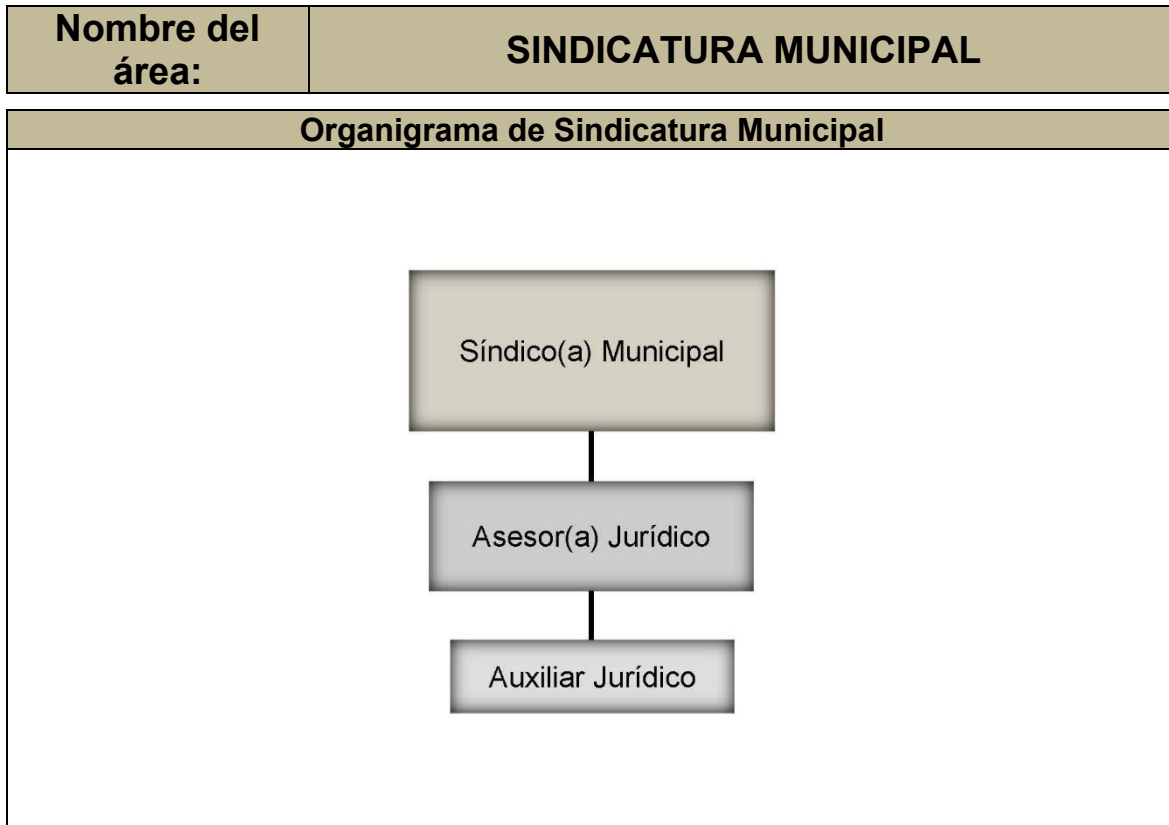 Nombre del
área:
SINDICATURA MUNICIPAL
Organigrama de Sindicatura Municipal
Síndico(a) Municipal
Asesor(a) Jurídico
Auxiliar Jurídico